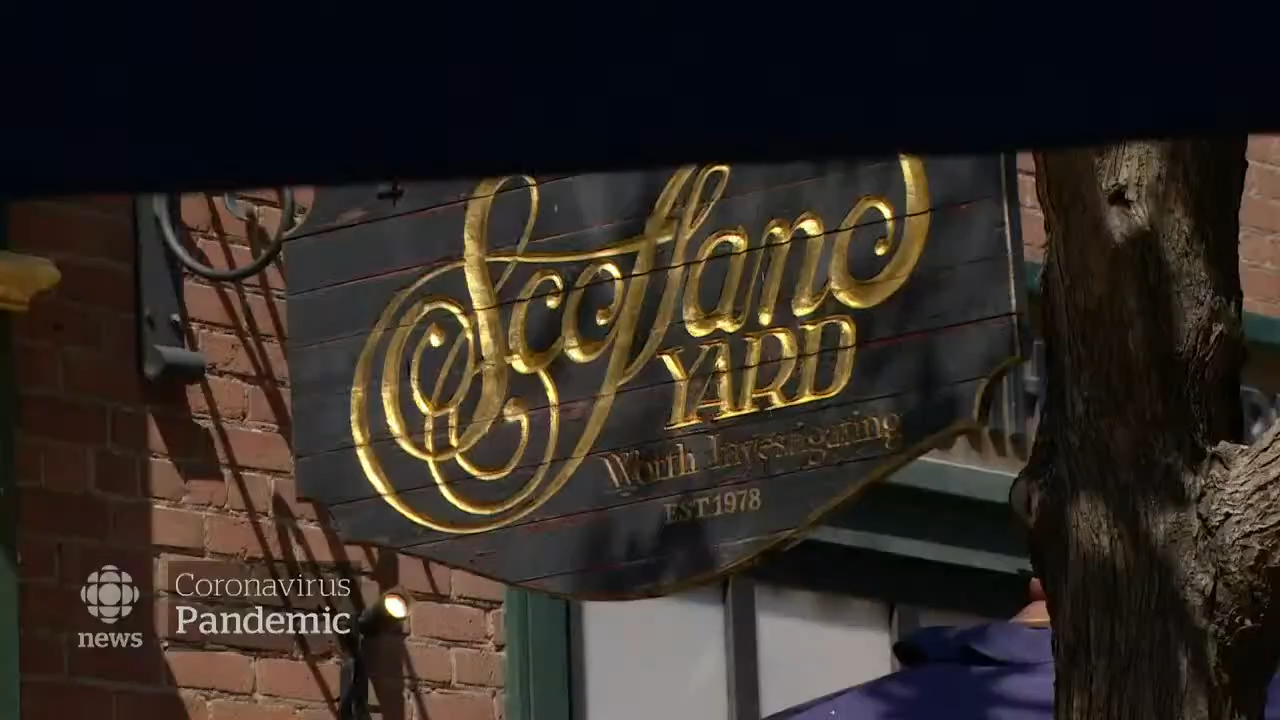 Scotland
YARD
Worth Investigating
EST.1978
Coronavirus
Pandemic
news